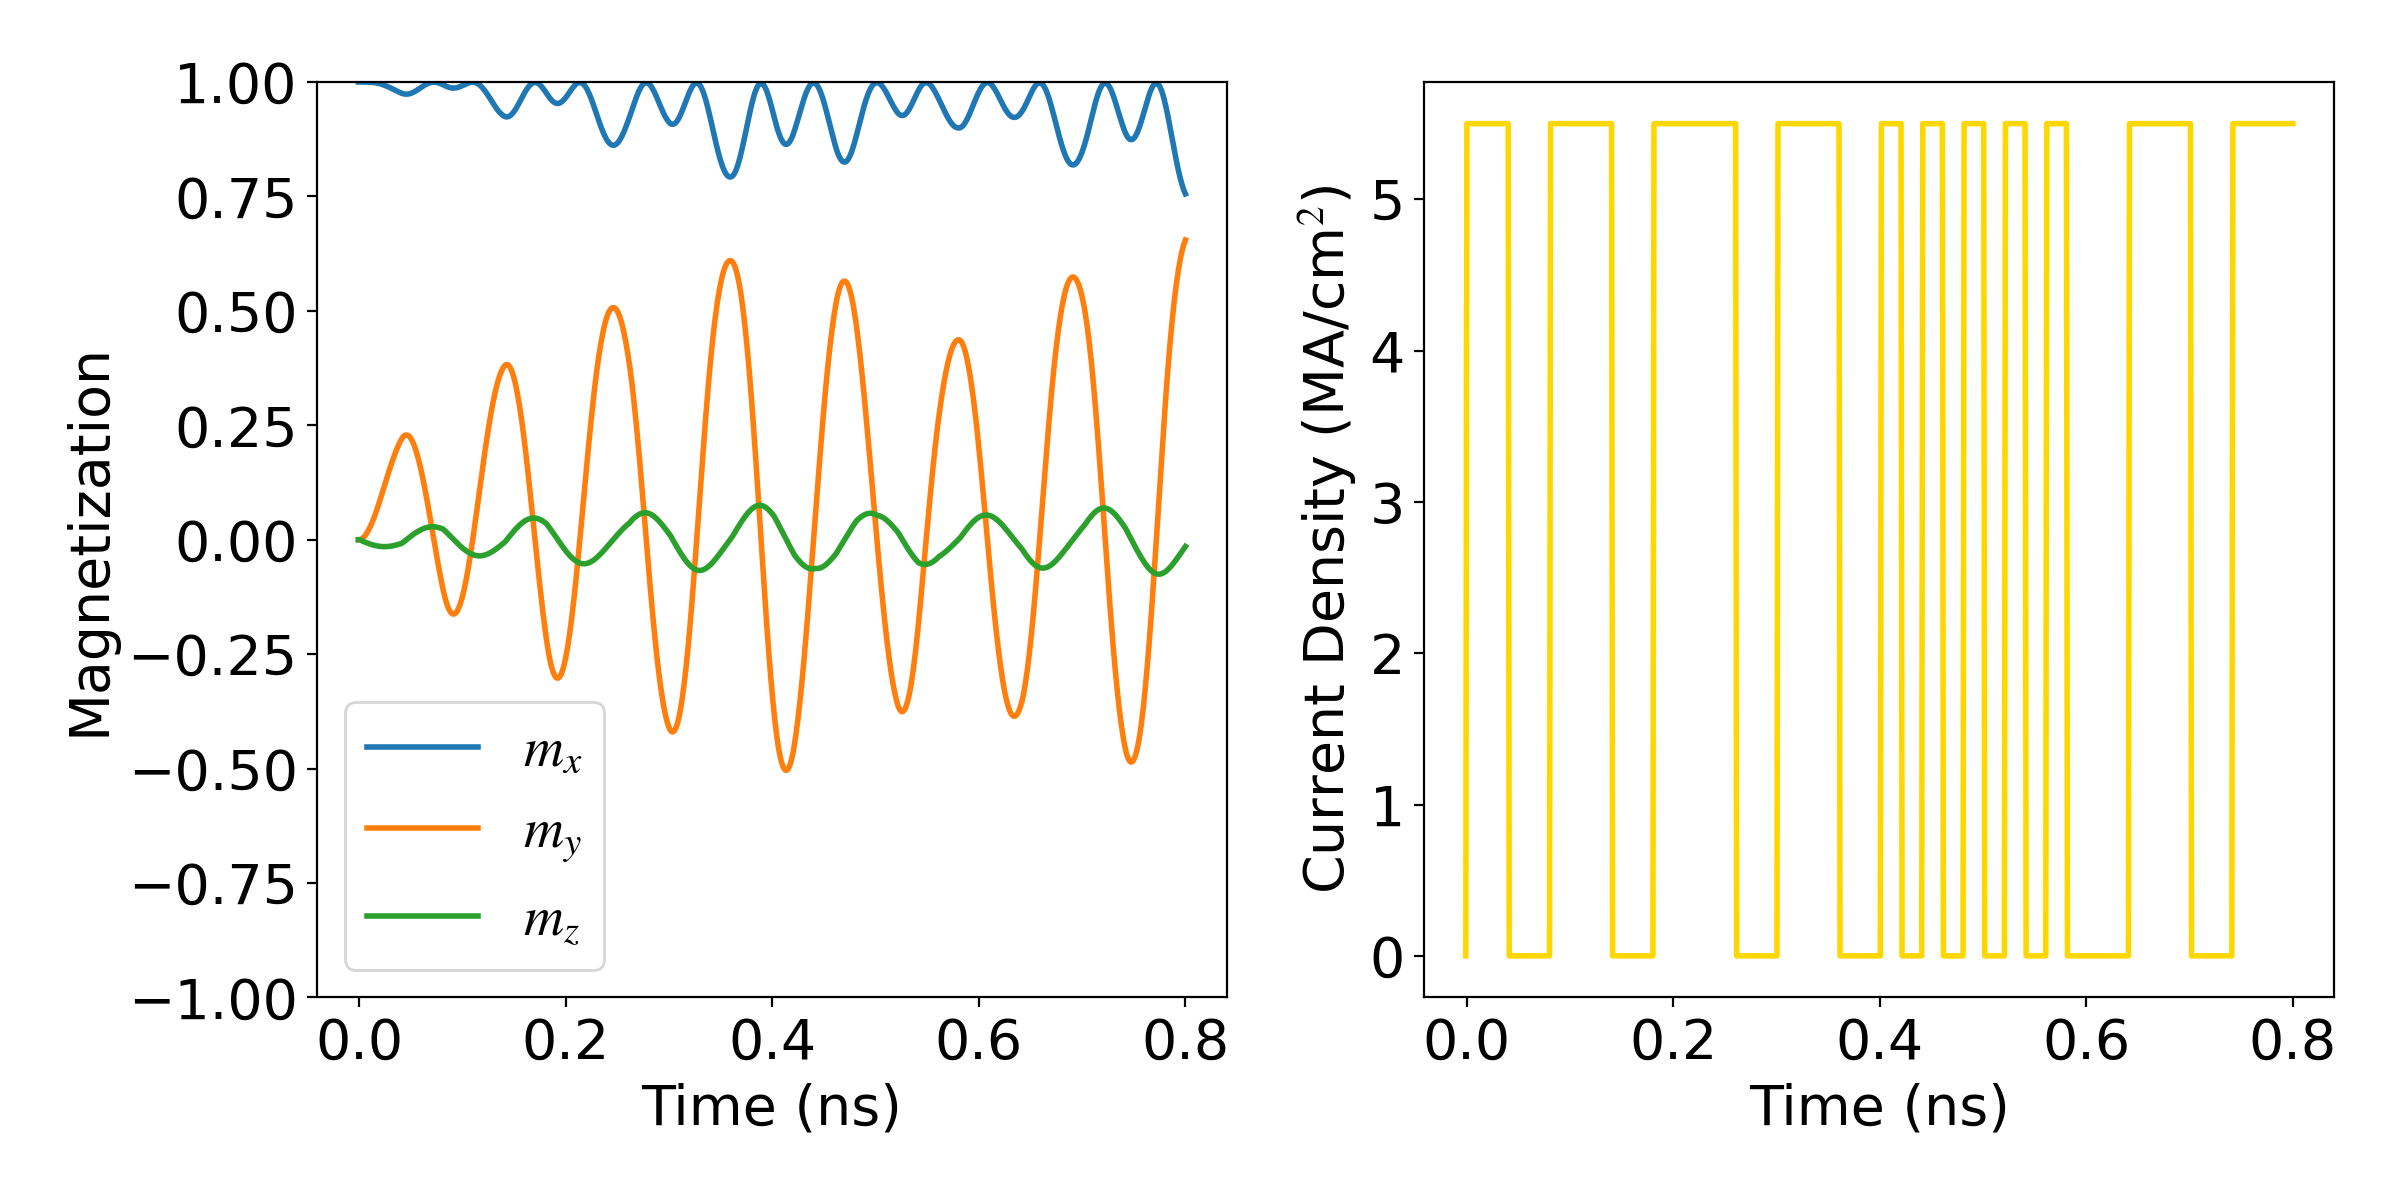 Magnetization
1.00
0.75
0.50
0.25
0.00
−0.25
−0.50
−0.75
−1.00
m_x
m_y
m_z
0.0 0.2 0.4 0.6 0.8
Time (ns)
Current Density (MA/cm²)
5
4
3
2
1
0
0.0 0.2 0.4 0.6 0.8
Time (ns)